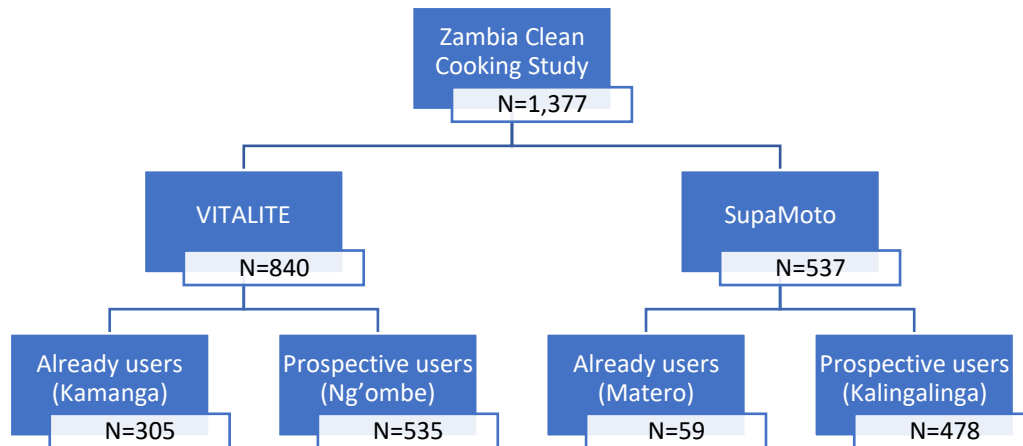 Zambia Clean
Cooking Study
N=1,377
VITALITE
N=840
SupaMoto
N=537
Already users
(Kamanga)
N=305
Prospective users
(Ng’ombe)
N=535
Already users
(Matero)
N=59
Prospective users
(Kalingalinga)
N=478